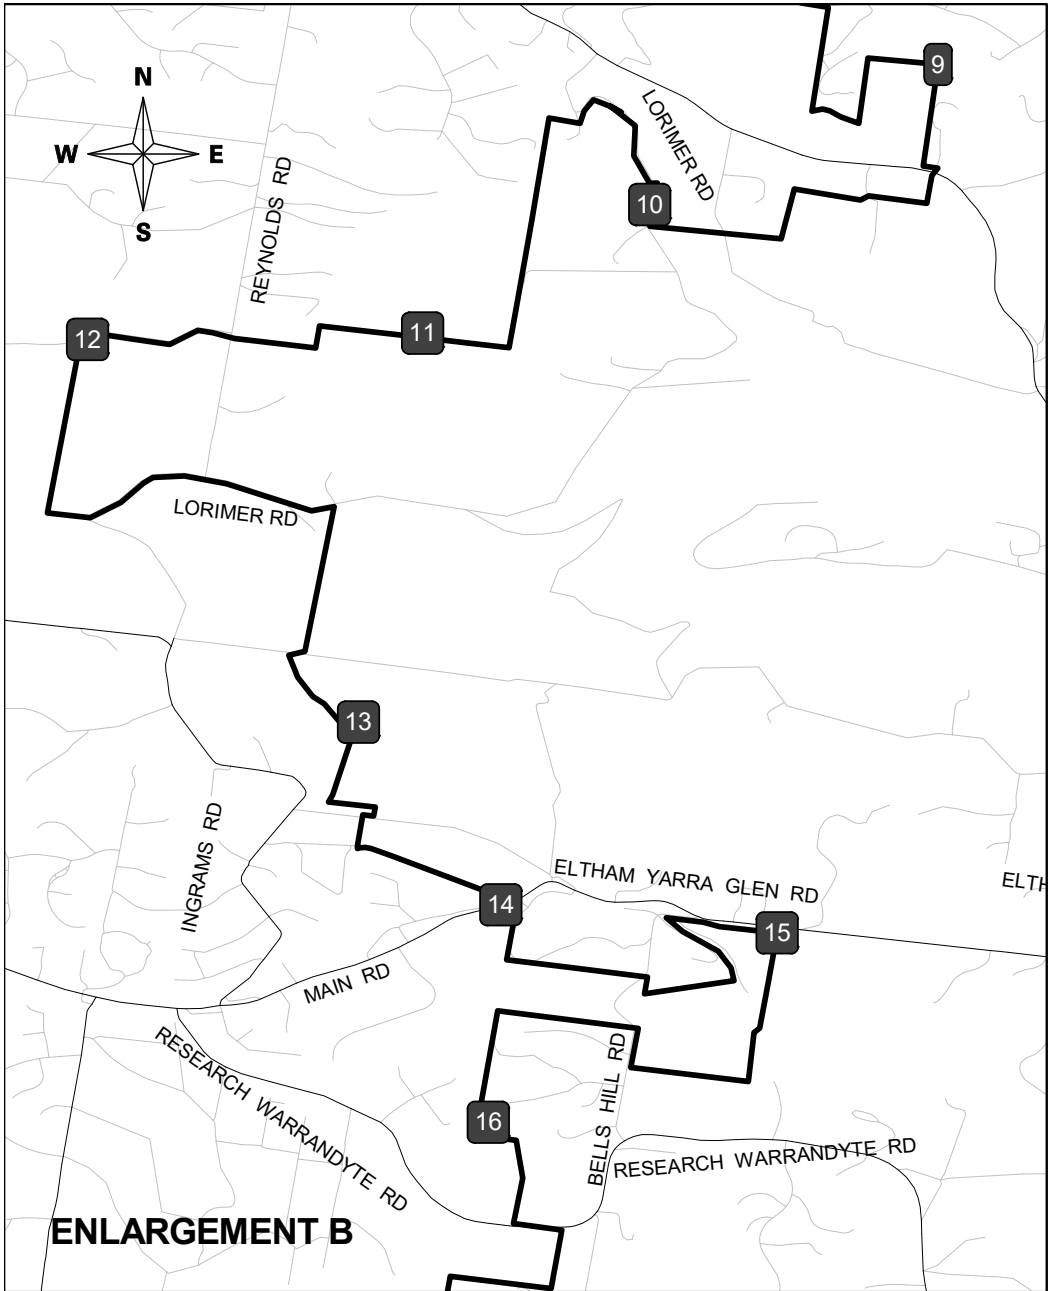 9
N
LORIMER RD
W
E
REYNOLDS RD
10
S
11
12
LORIMER RD
13
INGRAMS RD
ELTHAM YARRA GLEN RD
ELTH
14
15
MAIN RD
BELLS HILL RD
RESEARCH WARRANDYTE RD
16
RESEARCH WARRANDYTE RD
ENLARGEMENT B